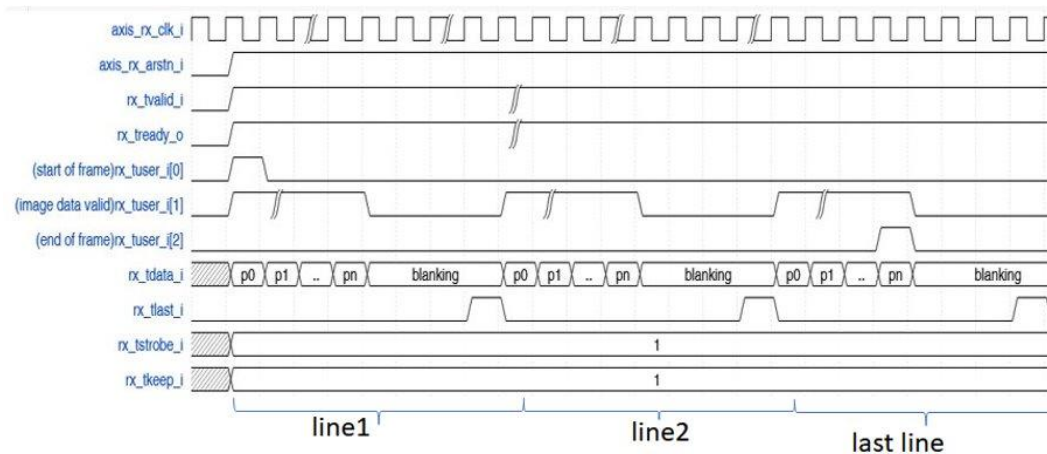 axis_rx_clk_i
axis_rx_arstn_i
rx_tvalid_i
rx_tready_o
(start of frame)rx_tuser_i[0]
(image data valid)rx_tuser_i[1]
(end of frame)rx_tuser_i[2]
rx_tdata_i p0 p1 .. pn blanking p0 p1 .. pn blanking p0 p1 .. pn blanking
rx_tlast_i
rx_tstrobe_i 1
rx_tkeep_i 1
line1 line2 last line